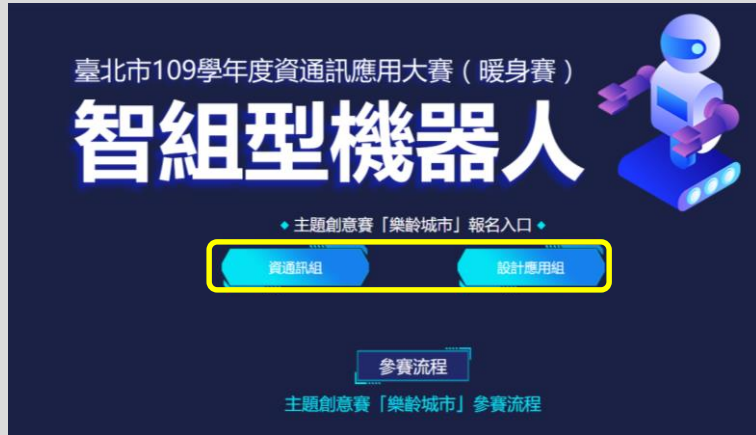 臺北市109學年度資通訊應用大賽（暖身賽）
智組型機器人
主題創意賽「樂齡城市」報名入口
資通訊組
設計應用組
參賽流程
主題創意賽「樂齡城市」參賽流程